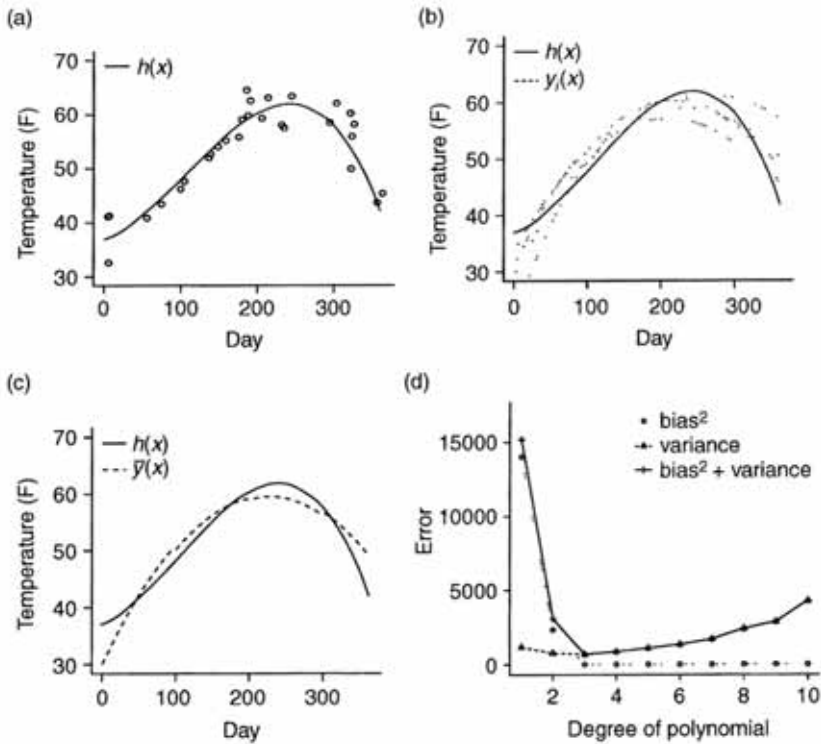 (a)
h(x)
Temperature (F)
70
60
50
40
30
0 100 200 300
Day
(b)
h(x)
yᵢ(x)
Temperature (F)
70
60
50
40
30
0 100 200 300
Day
(c)
h(x)
ȳ(x)
Temperature (F)
70
60
50
40
30
0 100 200 300
Day
(d)
bias²
variance
bias² + variance
Error
15000
10000
5000
0
2 4 6 8 10
Degree of polynomial